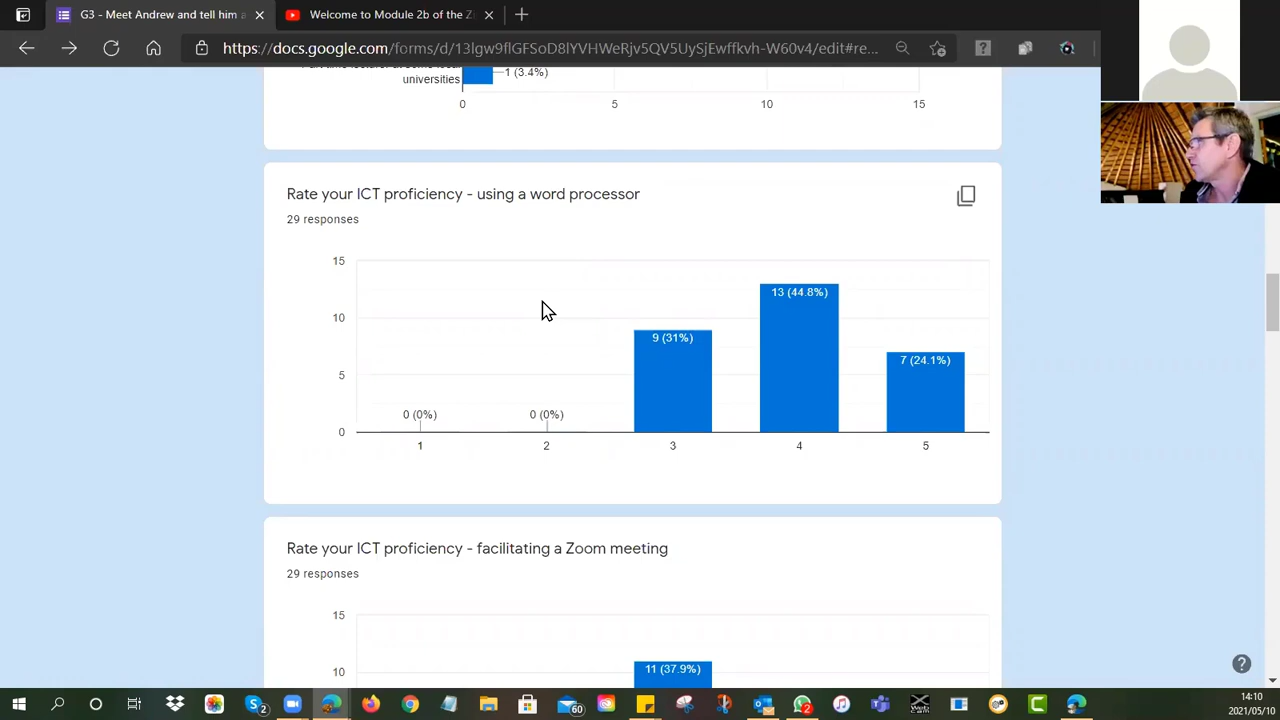 G3 - Meet Andrew and tell him a
Welcome to Module 2b of the Z
https://docs.google.com/forms/d/13lgw9flGFSoD8lYVHWeRjv5QV5UySjEwffkvh-W60v4/edit#re...
universities
1 (3.4%)
0 5 10 15
Rate your ICT proficiency - using a word processor
29 responses
15
13 (44.8%)
10
9 (31%)
7 (24.1%)
5
0 (0%) 0 (0%)
0
1 2 3 4 5
Rate your ICT proficiency - facilitating a Zoom meeting
29 responses
15
11 (37.9%)
10
2
60
2
14:10
2021/05/10